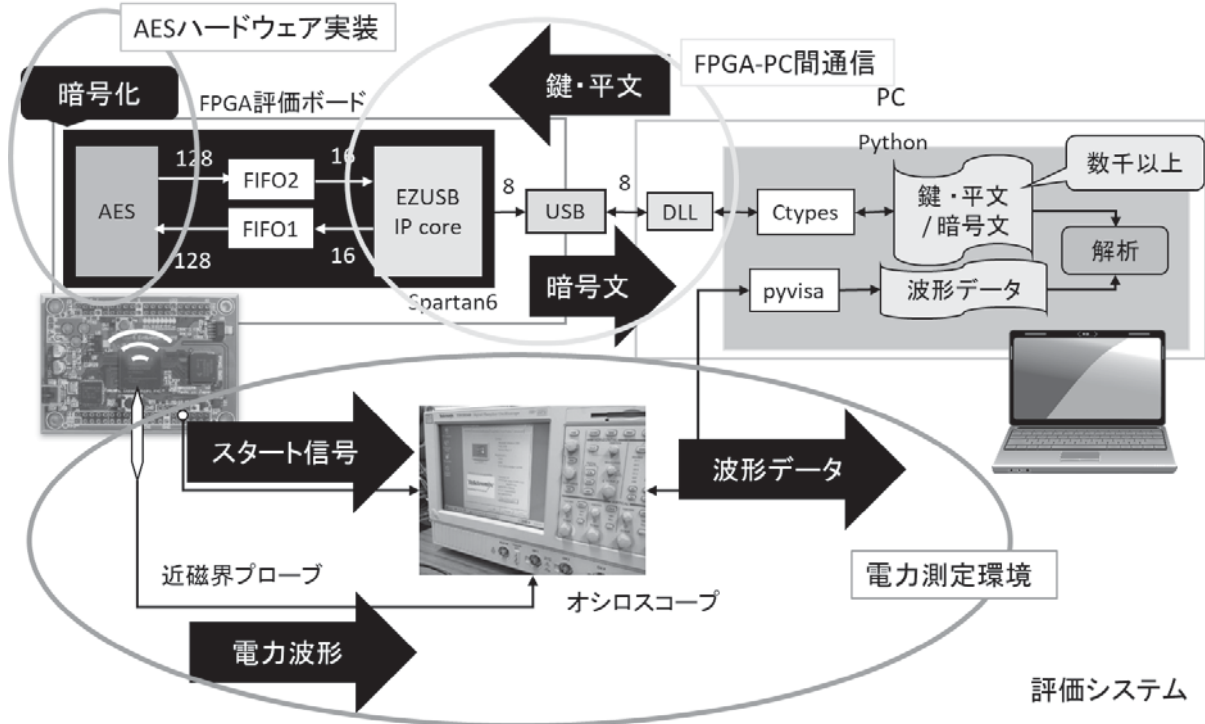 AESハードウェア実装
暗号化
FPGA評価ボード
鍵・平文
FPGA-PC間通信
PC
Python
数千以上
128
16
FIFO2
AES
EZUSB
IP core
FIFO1
128
16
8
USB
8
DLL
Ctypes
鍵・平文
/暗号文
解析
暗号文
pyvisa
波形データ
Spartan6
スタート信号
波形データ
近磁界プローブ
オシロスコープ
電力測定環境
電力波形
評価システム